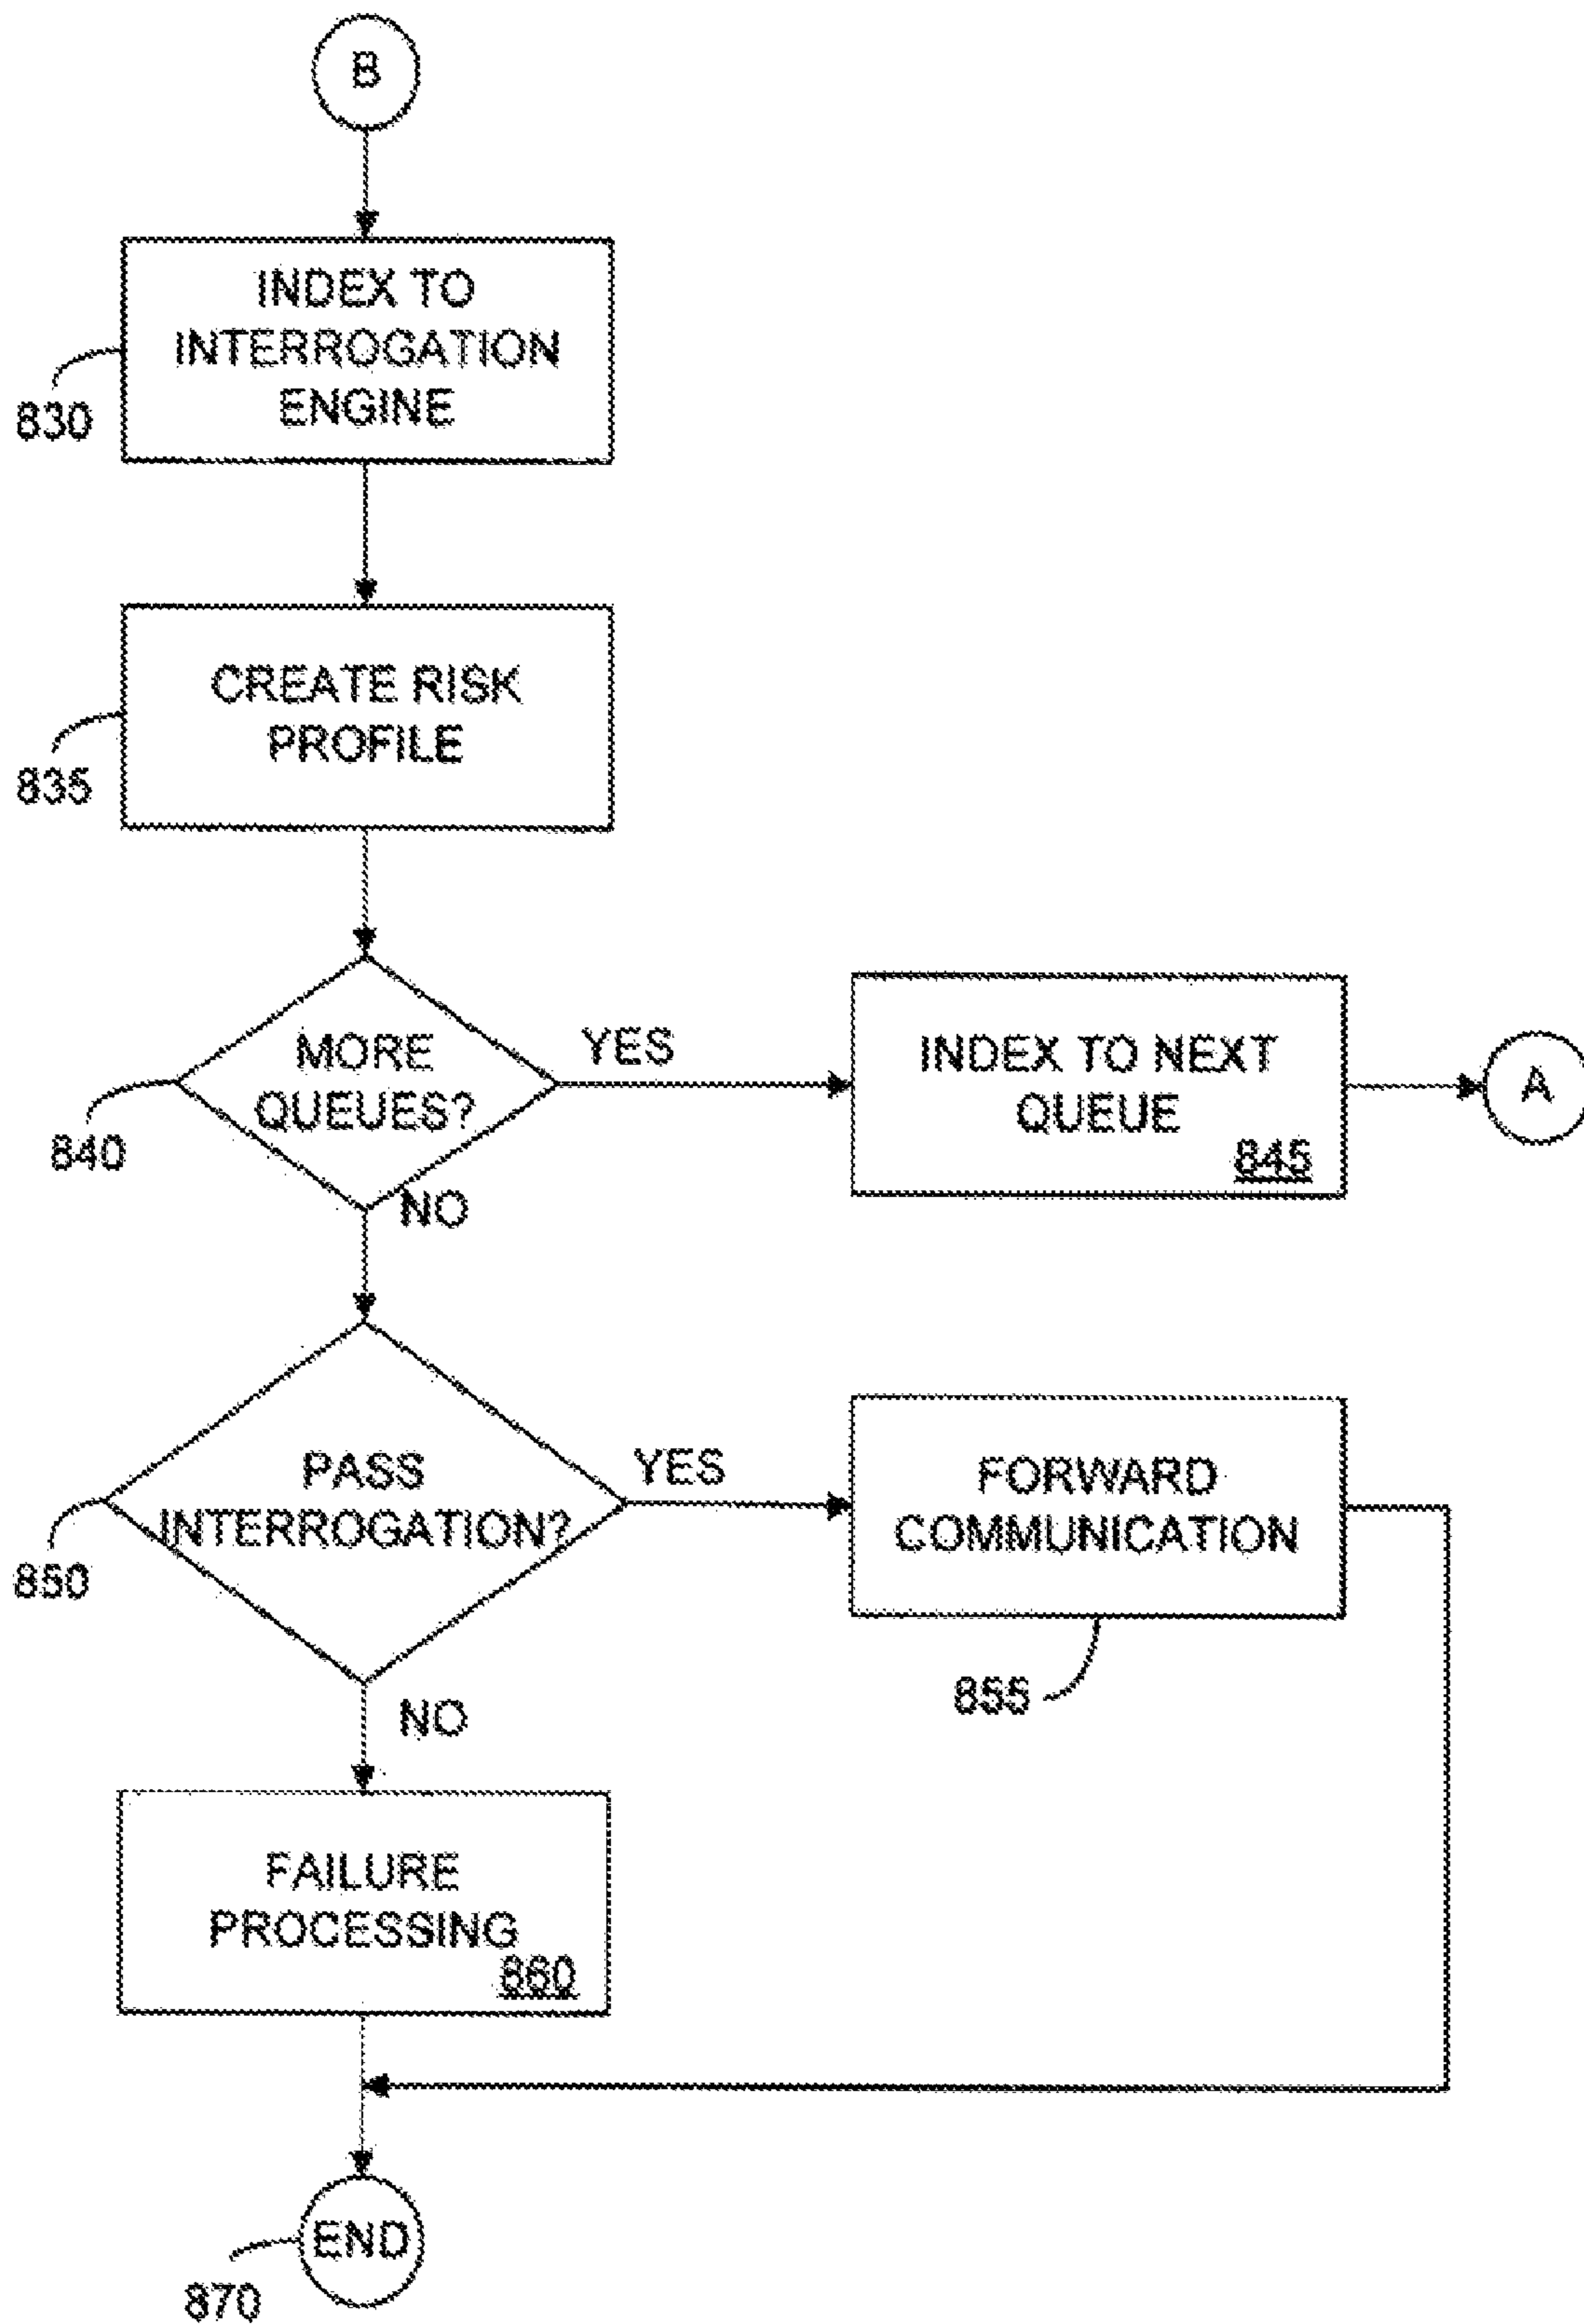 B
INDEX TO
INTERROGATION
ENGINE
830
CREATE RISK
PROFILE
835
MORE
QUEUES?
840
YES
INDEX TO NEXT
QUEUE
845
A
NO
PASS
INTERROGATION?
850
YES
FORWARD
COMMUNICATION
855
NO
FAILURE
PROCESSING
860
END
870